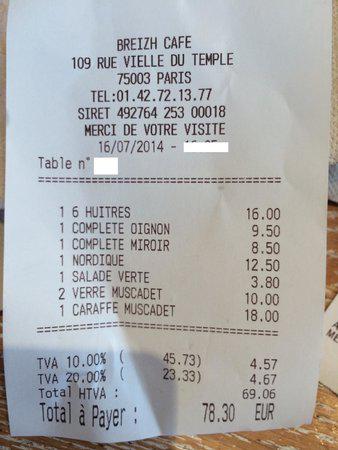 BREIZH CAFE
109 RUE VIELLE DU TEMPLE
75003 PARIS
TEL:01.42.72.13.77
SIRET 492764 253 00018
MERCI DE VOTRE VISITE
16/07/2014 -
Table n°
================================
1 6 HUITRES 16.00
1 COMPLETE OIGNON 9.50
1 COMPLETE MIROIR 8.50
1 NORDIQUE 12.50
1 SALADE VERTE 3.80
2 VERRE MUSCADET 10.00
1 CARAFFE MUSCADET 18.00
================================
TVA 10.00% ( 45.73) 4.57
TVA 20.00% ( 23.33) 4.67
Total HTVA : 69.06
Total à Payer : 78.30 EUR